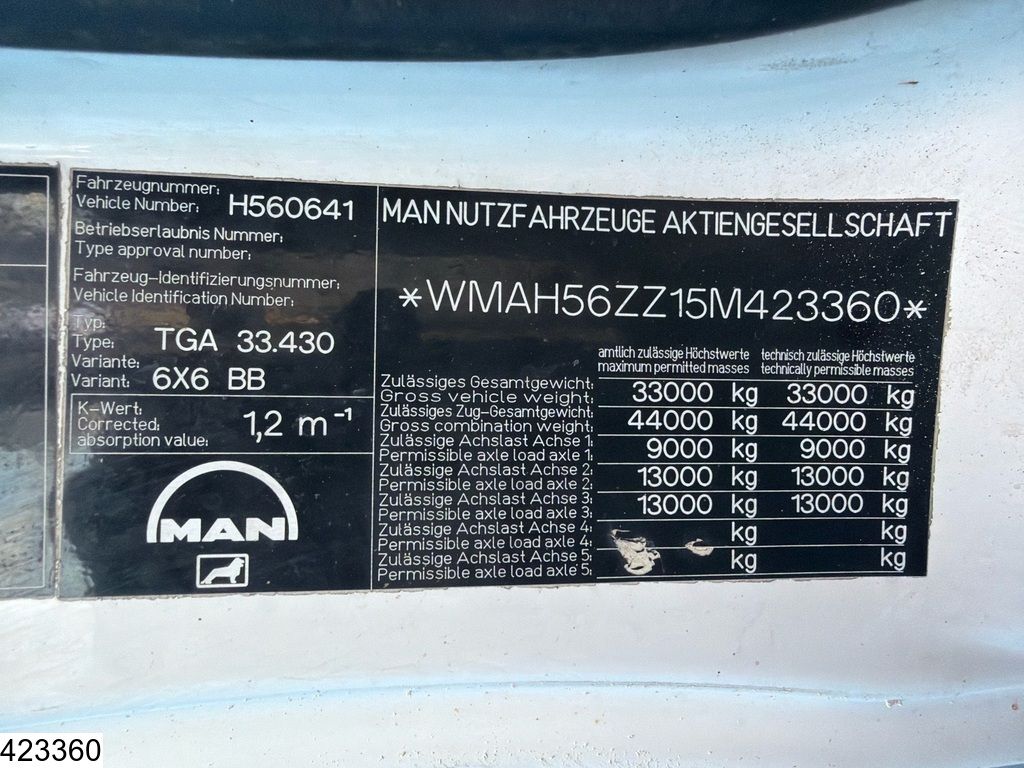 Fahrzeugnummer:
Vehicle Number: H560641
Betriebserlaubnis Nummer:
Type approval number:
Fahrzeug-Identifizierungsnummer:
Vehicle Identification Number:
Typ:
Type: TGA 33.430
Variante:
Variant: 6X6 BB
K-Wert:
Corrected: 1,2 m⁻¹
absorption value:
MAN
MAN NUTZFAHRZEUGE AKTIENGESELLSCHAFT
*WMAH56ZZ15M423360*
amtlich zulässige Höchstwerte technisch zulässige Höchstwerte
maximum permitted masses technically permissible masses
Zulässiges Gesamtgewicht:
Gross vehicle weight: 33000 kg 33000 kg
Zulässiges Zug-Gesamtgewicht:
Gross combination weight: 44000 kg 44000 kg
Zulässige Achslast Achse 1:
Permissible axle load axle 1: 9000 kg 9000 kg
Zulässige Achslast Achse 2:
Permissible axle load axle 2: 13000 kg 13000 kg
Zulässige Achslast Achse 3:
Permissible axle load axle 3: 13000 kg 13000 kg
Zulässige Achslast Achse 4:
Permissible axle load axle 4: kg kg
Zulässige Achslast Achse 5:
Permissible axle load axle 5: kg kg
423360